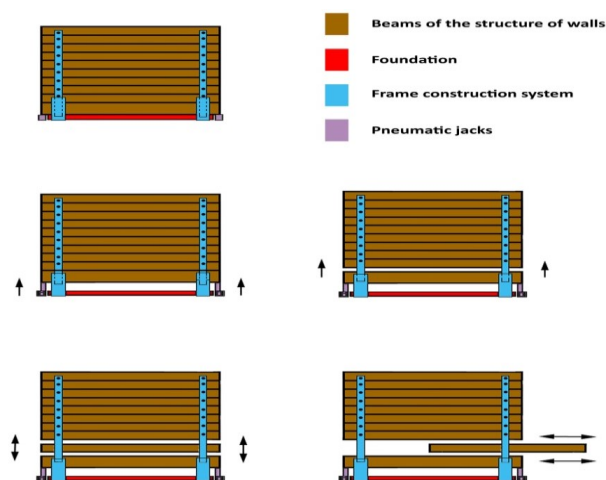 Beams of the structure of walls
Foundation
Frame construction system
Pneumatic jacks